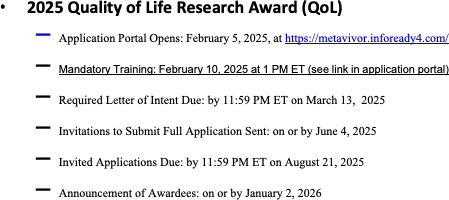 • 2025 Quality of Life Research Award (QoL)
— Application Portal Opens: February 5, 2025, at https://metavivor.infoready4.com/
— Mandatory Training: February 10, 2025 at 1 PM ET (see link in application portal)
— Required Letter of Intent Due: by 11:59 PM ET on March 13,  2025
— Invitations to Submit Full Application Sent: on or by June 4, 2025
— Invited Applications Due: by 11:59 PM ET on August 21, 2025
— Announcement of Awardees: on or by January 2, 2026